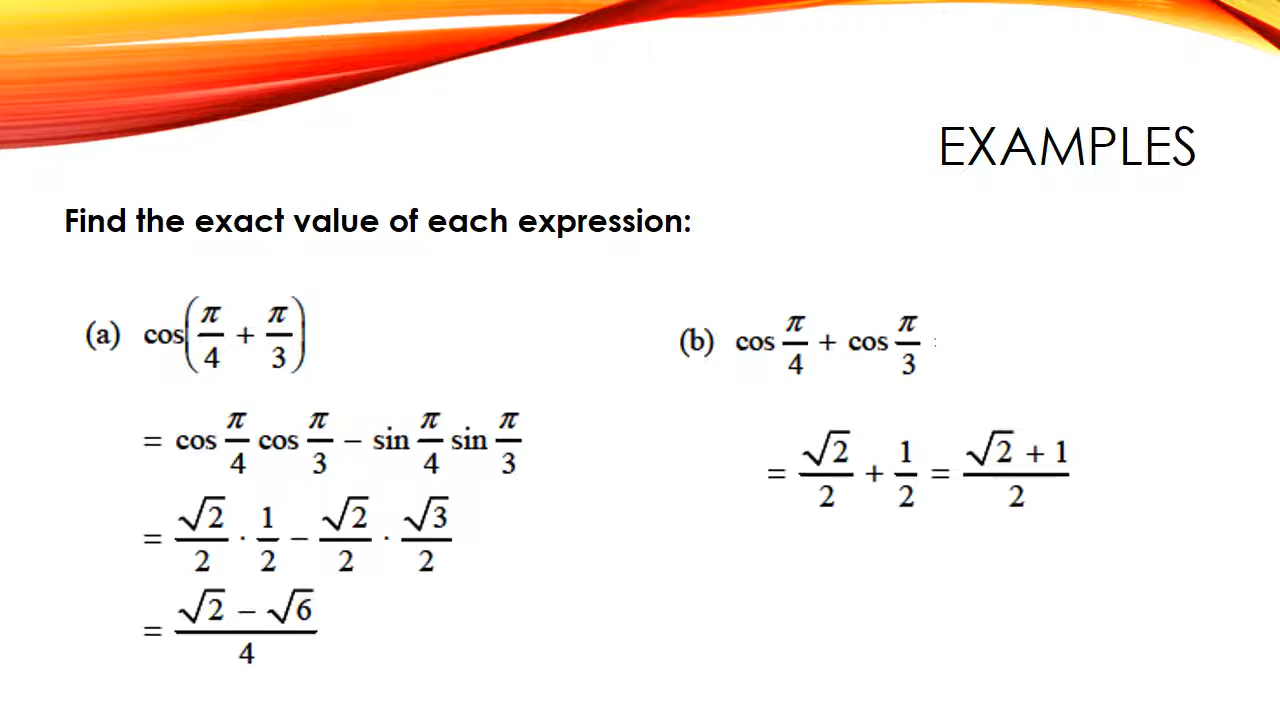 EXAMPLES
Find the exact value of each expression:
(a) cos(π/4 + π/3)
= cos π/4 cos π/3 − sin π/4 sin π/3
= √2/2 · 1/2 − √2/2 · √3/2
= (√2 − √6)/4
(b) cos π/4 + cos π/3
= √2/2 + 1/2 = (√2 + 1)/2